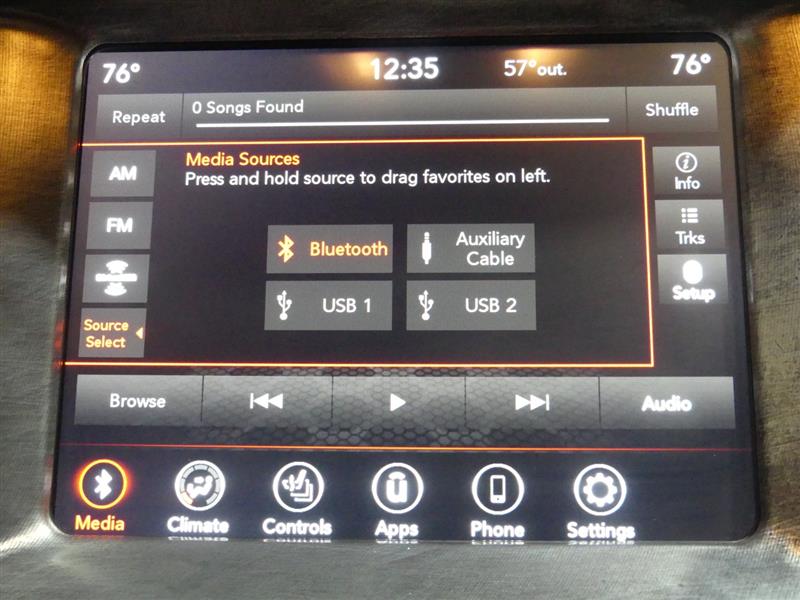 76°
12:35
57°out.
76°
Repeat
0 Songs Found
Shuffle
AM
FM
Source
Select
Media Sources
Press and hold source to drag favorites on left.
Bluetooth
Auxiliary
Cable
USB 1
USB 2
i
Info
Trks
Setup
Browse
Audio
Media
Climate
Controls
Apps
Phone
Settings